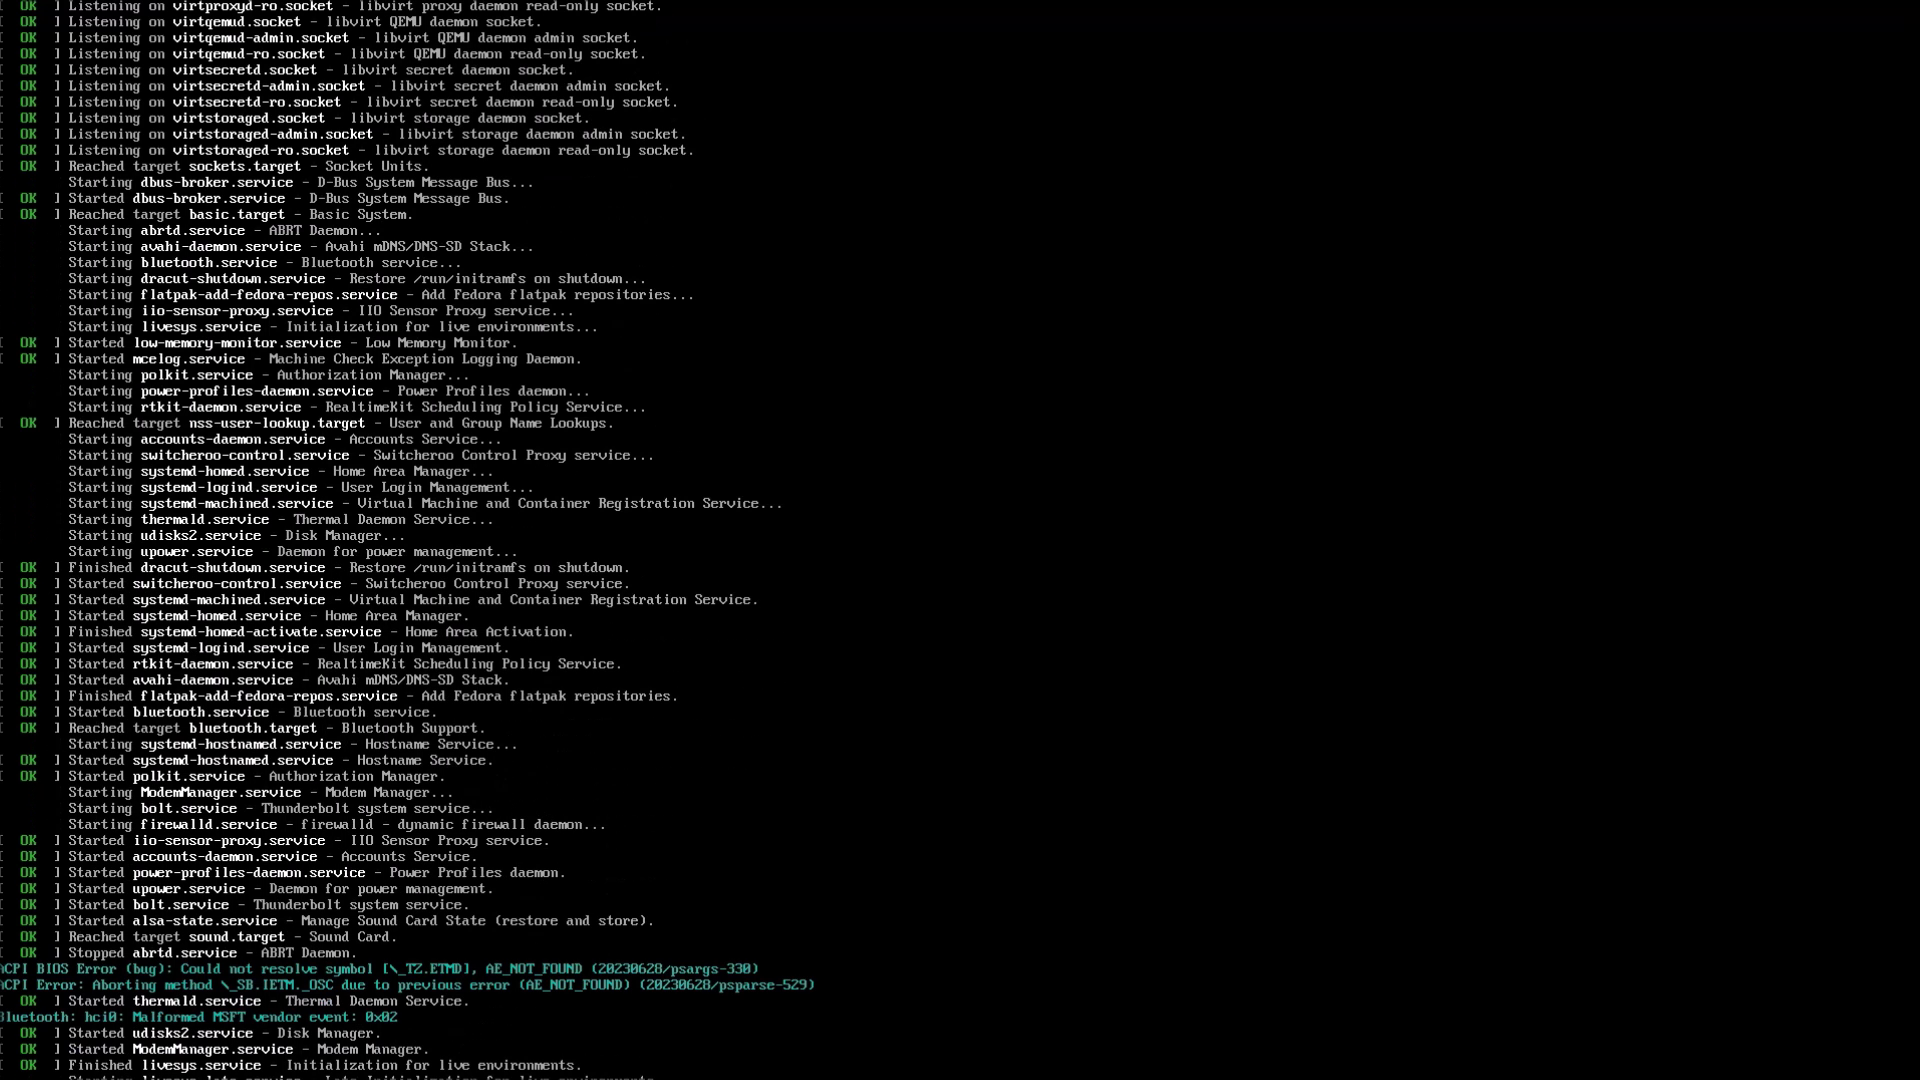 [  OK  ] Listening on virtproxyd-ro.socket - libvirt proxy daemon read-only socket.
[  OK  ] Listening on virtqemud.socket - libvirt QEMU daemon socket.
[  OK  ] Listening on virtqemud-admin.socket - libvirt QEMU daemon admin socket.
[  OK  ] Listening on virtqemud-ro.socket - libvirt QEMU daemon read-only socket.
[  OK  ] Listening on virtsecretd.socket - libvirt secret daemon socket.
[  OK  ] Listening on virtsecretd-admin.socket - libvirt secret daemon admin socket.
[  OK  ] Listening on virtsecretd-ro.socket - libvirt secret daemon read-only socket.
[  OK  ] Listening on virtstoraged.socket - libvirt storage daemon socket.
[  OK  ] Listening on virtstoraged-admin.socket - libvirt storage daemon admin socket.
[  OK  ] Listening on virtstoraged-ro.socket - libvirt storage daemon read-only socket.
[  OK  ] Reached target sockets.target - Socket Units.
Starting dbus-broker.service - D-Bus System Message Bus...
[  OK  ] Started dbus-broker.service - D-Bus System Message Bus.
[  OK  ] Reached target basic.target - Basic System.
Starting abrtd.service - ABRT Daemon...
Starting avahi-daemon.service - Avahi mDNS/DNS-SD Stack...
Starting bluetooth.service - Bluetooth service...
Starting dracut-shutdown.service - Restore /run/initramfs on shutdown...
Starting flatpak-add-fedora-repos.service - Add Fedora flatpak repositories...
Starting iio-sensor-proxy.service - IIO Sensor Proxy service...
Starting livesys.service - Initialization for live environments...
[  OK  ] Started low-memory-monitor.service - Low Memory Monitor.
[  OK  ] Started mcelog.service - Machine Check Exception Logging Daemon.
Starting polkit.service - Authorization Manager...
Starting power-profiles-daemon.service - Power Profiles daemon...
Starting rtkit-daemon.service - RealtimeKit Scheduling Policy Service...
[  OK  ] Reached target nss-user-lookup.target - User and Group Name Lookups.
Starting accounts-daemon.service - Accounts Service...
Starting switcheroo-control.service - Switcheroo Control Proxy service...
Starting systemd-homed.service - Home Area Manager...
Starting systemd-logind.service - User Login Management...
Starting systemd-machined.service - Virtual Machine and Container Registration Service...
Starting thermald.service - Thermal Daemon Service...
Starting udisks2.service - Disk Manager...
Starting upower.service - Daemon for power management...
[  OK  ] Finished dracut-shutdown.service - Restore /run/initramfs on shutdown.
[  OK  ] Started switcheroo-control.service - Switcheroo Control Proxy service.
[  OK  ] Started systemd-machined.service - Virtual Machine and Container Registration Service.
[  OK  ] Started systemd-homed.service - Home Area Manager.
[  OK  ] Finished systemd-homed-activate.service - Home Area Activation.
[  OK  ] Started systemd-logind.service - User Login Management.
[  OK  ] Started rtkit-daemon.service - RealtimeKit Scheduling Policy Service.
[  OK  ] Started avahi-daemon.service - Avahi mDNS/DNS-SD Stack.
[  OK  ] Finished flatpak-add-fedora-repos.service - Add Fedora flatpak repositories.
[  OK  ] Started bluetooth.service - Bluetooth service.
[  OK  ] Reached target bluetooth.target - Bluetooth Support.
Starting systemd-hostnamed.service - Hostname Service...
[  OK  ] Started systemd-hostnamed.service - Hostname Service.
[  OK  ] Started polkit.service - Authorization Manager.
Starting ModemManager.service - Modem Manager...
Starting bolt.service - Thunderbolt system service...
Starting firewalld.service - firewalld - dynamic firewall daemon...
[  OK  ] Started iio-sensor-proxy.service - IIO Sensor Proxy service.
[  OK  ] Started accounts-daemon.service - Accounts Service.
[  OK  ] Started power-profiles-daemon.service - Power Profiles daemon.
[  OK  ] Started upower.service - Daemon for power management.
[  OK  ] Started bolt.service - Thunderbolt system service.
[  OK  ] Started alsa-state.service - Manage Sound Card State (restore and store).
[  OK  ] Reached target sound.target - Sound Card.
[  OK  ] Stopped abrtd.service - ABRT Daemon.
ACPI BIOS Error (bug): Could not resolve symbol [\_TZ.ETMD], AE_NOT_FOUND (20230628/psargs-330)
ACPI Error: Aborting method \_SB.IETM._OSC due to previous error (AE_NOT_FOUND) (20230628/psparse-529)
[  OK  ] Started thermald.service - Thermal Daemon Service.
Bluetooth: hci0: Malformed MSFT vendor event: 0x02
[  OK  ] Started udisks2.service - Disk Manager.
[  OK  ] Started ModemManager.service - Modem Manager.
[  OK  ] Finished livesys.service - Initialization for live environments.
Starting livesys-late.service - Late Initialization for live environments...